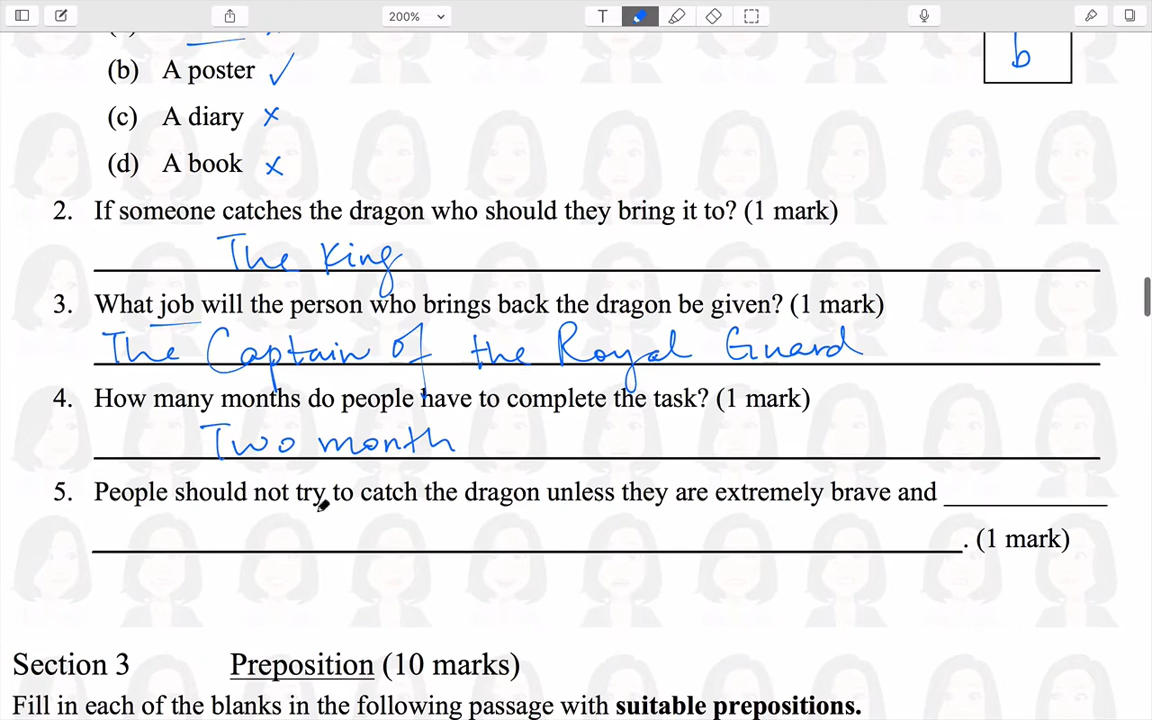 200%
T
(b) A poster ✓
b
(c) A diary ×
(d) A book ×
2. If someone catches the dragon who should they bring it to? (1 mark)
The King
3. What job will the person who brings back the dragon be given? (1 mark)
The Captain of the Royal Guard
4. How many months do people have to complete the task? (1 mark)
Two month
5. People should not try to catch the dragon unless they are extremely brave and
. (1 mark)
Section 3 Preposition (10 marks)
Fill in each of the blanks in the following passage with suitable prepositions.